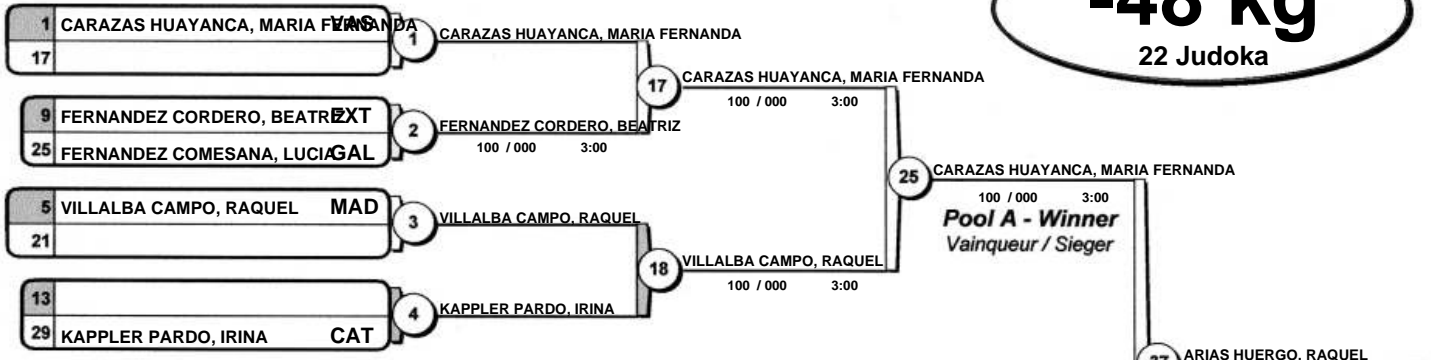 -48 kg
22 Judoka
1 CARAZAS HUAYANCA, MARIA FERNANDA VAS
17
1
CARAZAS HUAYANCA, MARIA FERNANDA
9 FERNANDEZ CORDERO, BEATRIZ EXT
25 FERNANDEZ COMESANA, LUCIA GAL
2
FERNANDEZ CORDERO, BEATRIZ
100 / 000 3:00
17
CARAZAS HUAYANCA, MARIA FERNANDA
100 / 000 3:00
5 VILLALBA CAMPO, RAQUEL MAD
21
3
VILLALBA CAMPO, RAQUEL
13
29 KAPPLER PARDO, IRINA CAT
4
KAPPLER PARDO, IRINA
18
VILLALBA CAMPO, RAQUEL
100 / 000 3:00
25
CARAZAS HUAYANCA, MARIA FERNANDA
100 / 000 3:00
Pool A - Winner
Vainqueur / Sieger
37
ARIAS HUERGO, RAQUEL